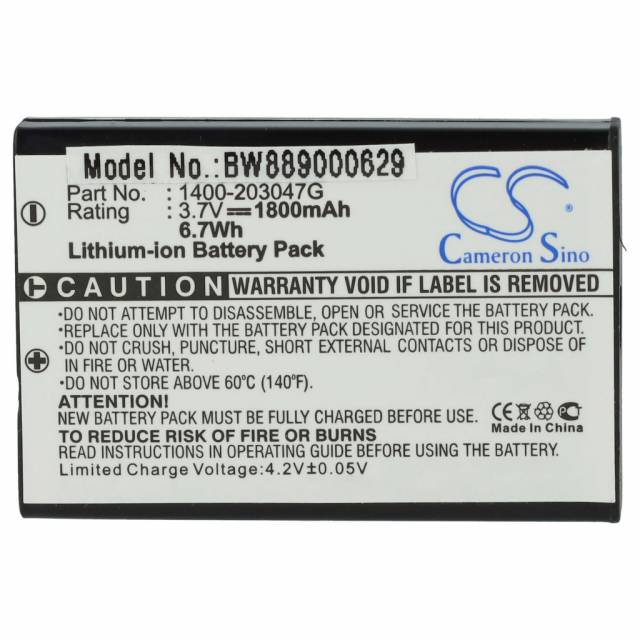 Model No.:BW889000629
Part No. : 1400-203047G
Rating : 3.7V⎓1800mAh
6.7Wh
Lithium-ion Battery Pack
CS
Cameron Sino
CAUTION WARRANTY VOID IF LABEL IS REMOVED
•DO NOT ATTEMPT TO DISASSEMBLE, OPEN OR SERVICE THE BATTERY PACK.
•REPLACE ONLY WITH THE BATTERY PACK DESIGNATED FOR THIS PRODUCT.
•DO NOT CRUSH, PUNCTURE, SHORT EXTERNAL CONTACTS OR DISPOSE OF
IN FIRE OR WATER.
•DO NOT STORE ABOVE 60°C (140°F).
ATTENTION!
NEW BATTERY PACK MUST BE FULLY CHARGED BEFORE USE.
TO REDUCE RISK OF FIRE OR BURNS
PLEASE READ THE USER MANUAL BEFORE USING THE BATTERY.
Limited Charge Voltage:4.2V±0.05V
CE
Made In China